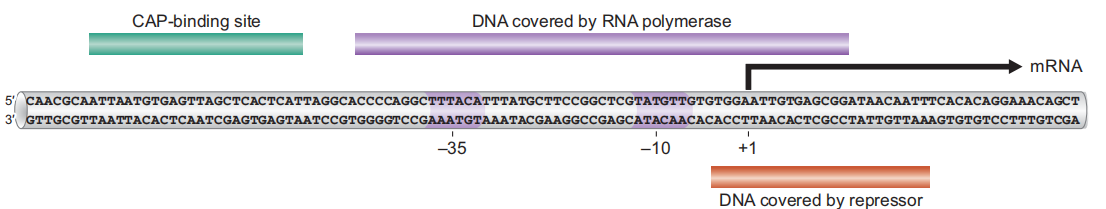 CAP-binding site
DNA covered by RNA polymerase
mRNA
5′ CAACGCAATTAATGTGAGTTAGCTCACTCATTAGGCACCCCAGGCTTTACATTTATGCTTCCGGCTCGTATGTTGTGTGGAATTGTGAGCGGATAACAATTTCACACAGGAAACAGCT
3′ GTTGCGTTAATTACACTCAATCGAGTGAGTAATCCGTGGGGTCCGAAATGTAAATACGAAGGCCGAGCATACAACACACCTTAACACTCGCCTATTGTTAAAGTGTGTCCTTTGTCGA
–35
–10
+1
DNA covered by repressor